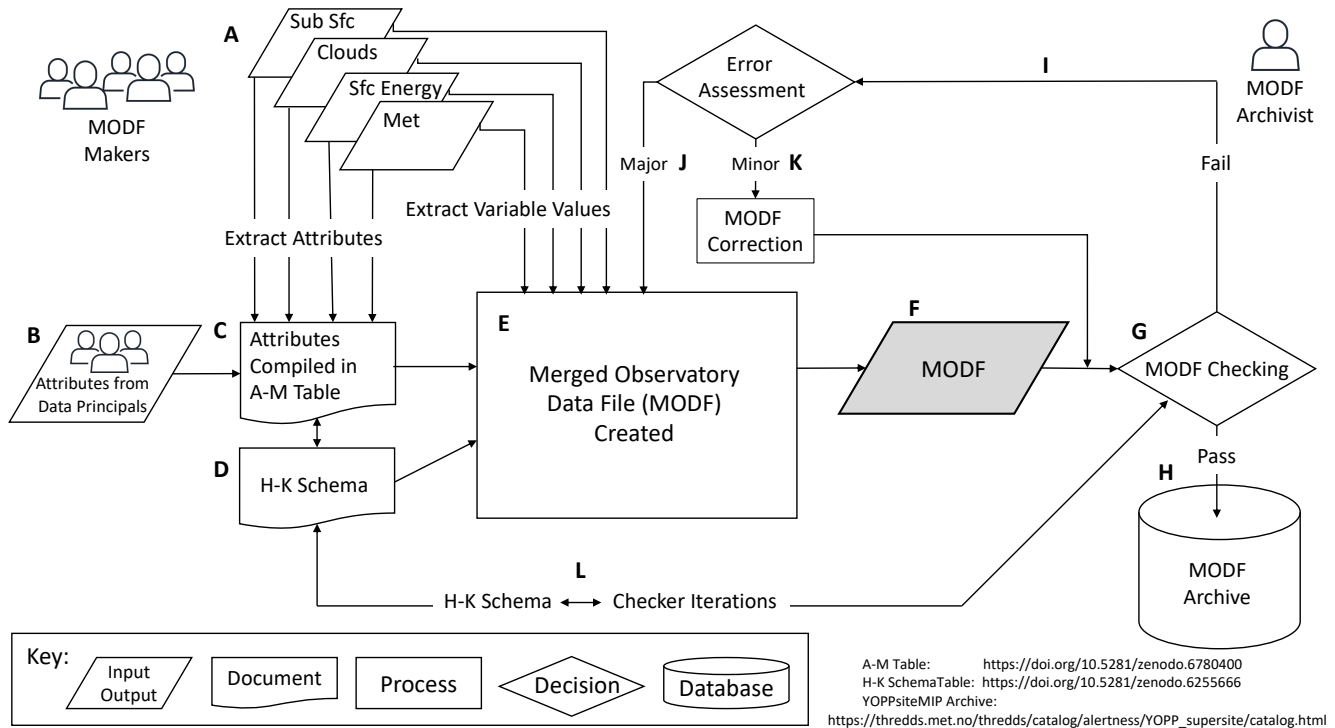 A
Sub Sfc
Clouds
Sfc Energy
Met
MODF
Makers
Error
Assessment
I
MODF
Archivist
Major J
Minor K
Fail
Extract Variable Values
Extract Attributes
MODF
Correction
B
Attributes from
Data Principals
C
Attributes
Compiled in
A-M Table
D
H-K Schema
E
Merged Observatory
Data File (MODF)
Created
F
MODF
G
MODF Checking
Pass
H
MODF
Archive
L
H-K Schema
Checker Iterations
Key:
Input
Output
Document
Process
Decision
Database
A-M Table: https://doi.org/10.5281/zenodo.6780400
H-K SchemaTable: https://doi.org/10.5281/zenodo.6255666
YOPPsiteMIP Archive:
https://thredds.met.no/thredds/catalog/alertness/YOPP_supersite/catalog.html